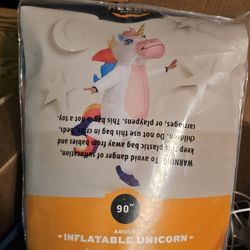 WARNING: To avoid danger of suffocation,
keep this plastic bag away from babies and
children. Do not use this bag in cribs, beds,
carriages, or playpens. This bag is not toy.
90"
ADULT
INFLATABLE UNICORN